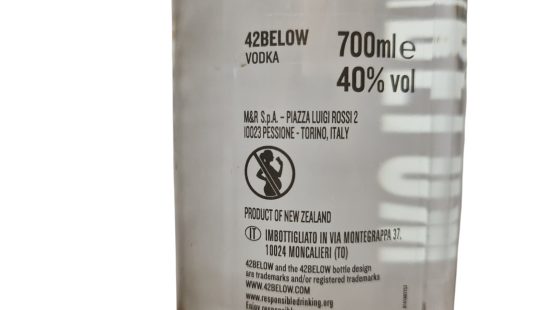 42BELOW
VODKA
700ml e
40% vol
M&R S.p.A. – PIAZZA LUIGI ROSSI 2
10023 PESSIONE - TORINO, ITALY
PRODUCT OF NEW ZEALAND
IT IMBOTTIGLIATO IN VIA MONTEGRAPPA 37,
10024 MONCALIERI (TO)
42BELOW and the 42BELOW bottle design
are trademarks and/or registered trademarks
WWW.42BELOW.COM
www.responsibledrinking.org
Enjoy